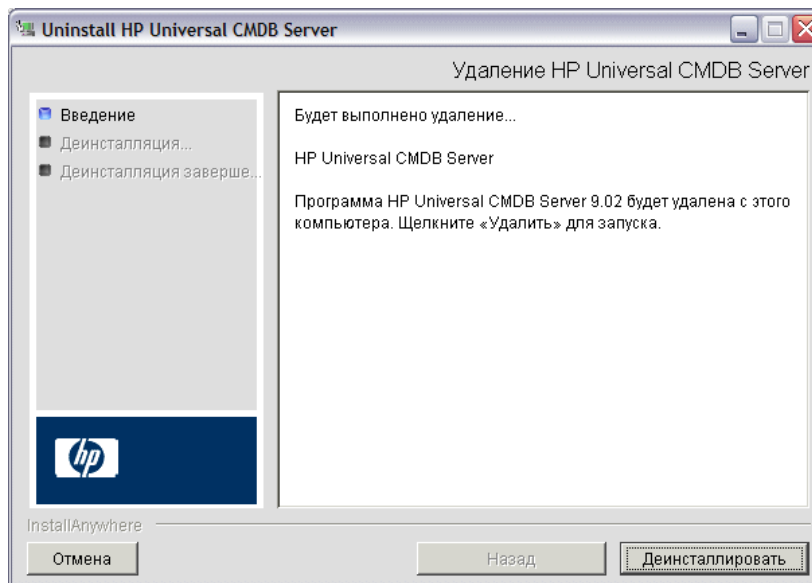 Uninstall HP Universal CMDB Server
Удаление HP Universal CMDB Server
Введение
Деинсталляция...
Деинсталляция заверше...
Будет выполнено удаление...
HP Universal CMDB Server
Программа HP Universal CMDB Server 9.02 будет удалена с этого
компьютера. Щелкните «Удалить» для запуска.
hp
InstallAnywhere
Отмена
Назад
Деинсталлировать